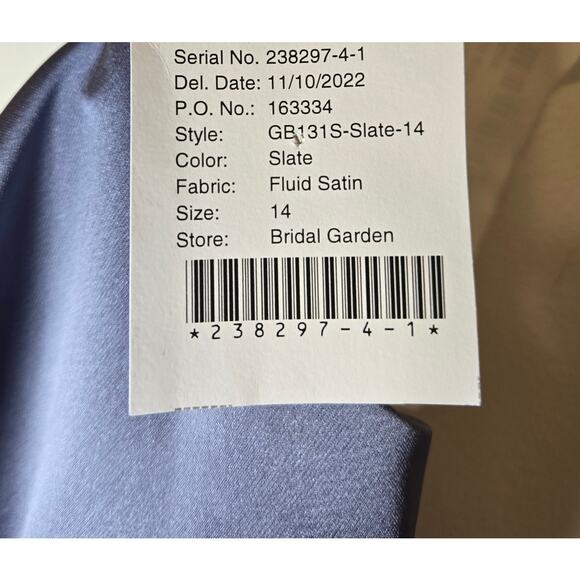 Serial No. 238297-4-1
Del. Date: 11/10/2022
P.O. No.: 163334
Style: GB131S-Slate-14
Color: Slate
Fabric: Fluid Satin
Size: 14
Store: Bridal Garden
*238297-4-1*